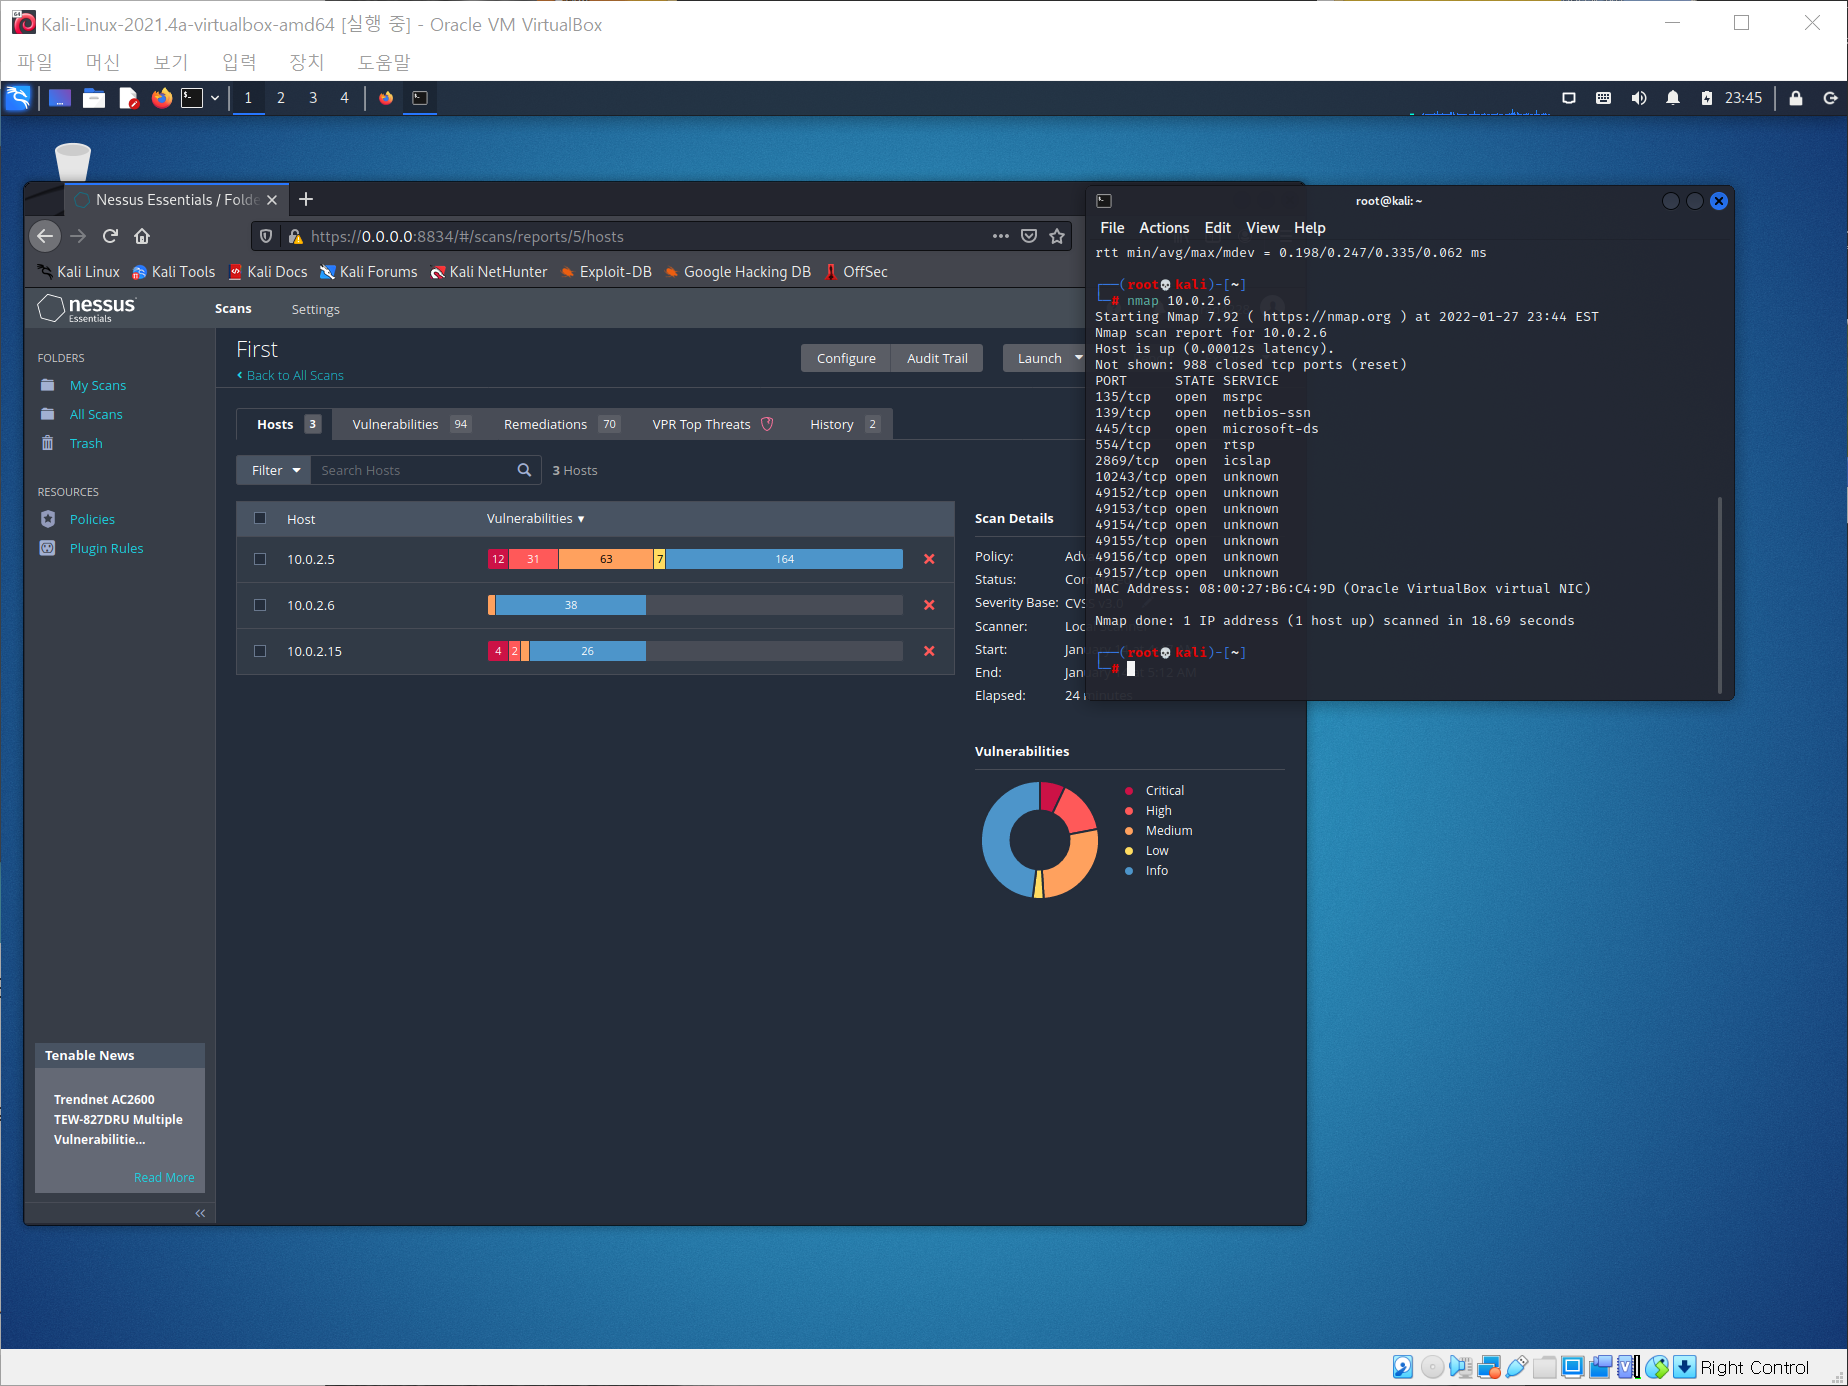 Kali-Linux-2021.4a-virtualbox-amd64 [실행 중] - Oracle VM VirtualBox
파일 머신 보기 입력 장치 도움말
1 2 3 4 23:45
Nessus Essentials / Folde
https://0.0.0.0:8834/#/scans/reports/5/hosts
Kali Linux Kali Tools Kali Docs Kali Forums Kali NetHunter Exploit-DB Google Hacking DB OffSec
nessus Essentials
Scans Settings
FOLDERS
My Scans
All Scans
Trash
RESOURCES
Policies
Plugin Rules
Tenable News
Trendnet AC2600
TEW-827DRU Multiple
Vulnerabilitie...
Read More
First
Back to All Scans
Configure Audit Trail Launch
Hosts 3 Vulnerabilities 94 Remediations 70 VPR Top Threats History 2
Filter Search Hosts 3 Hosts
Host Vulnerabilities
10.0.2.5 12 31 63 7 164
10.0.2.6 38
10.0.2.15 4 2 26
Scan Details
Policy: Adv
Status: Con
Severity Base: CVSS v3.0
Scanner: Loc
Start: Jan
End: January 5:12 AM
Elapsed: 24 minutes
Vulnerabilities
Critical
High
Medium
Low
Info
root@kali: ~
File Actions Edit View Help
rtt min/avg/max/mdev = 0.198/0.247/0.335/0.062 ms
(root💀kali)-[~]
# nmap 10.0.2.6
Starting Nmap 7.92 ( https://nmap.org ) at 2022-01-27 23:44 EST
Nmap scan report for 10.0.2.6
Host is up (0.00012s latency).
Not shown: 988 closed tcp ports (reset)
PORT STATE SERVICE
135/tcp open msrpc
139/tcp open netbios-ssn
445/tcp open microsoft-ds
554/tcp open rtsp
2869/tcp open icslap
10243/tcp open unknown
49152/tcp open unknown
49153/tcp open unknown
49154/tcp open unknown
49155/tcp open unknown
49156/tcp open unknown
49157/tcp open unknown
MAC Address: 08:00:27:B6:C4:9D (Oracle VirtualBox virtual NIC)
Nmap done: 1 IP address (1 host up) scanned in 18.69 seconds
(root💀kali)-[~]
#
Right Control